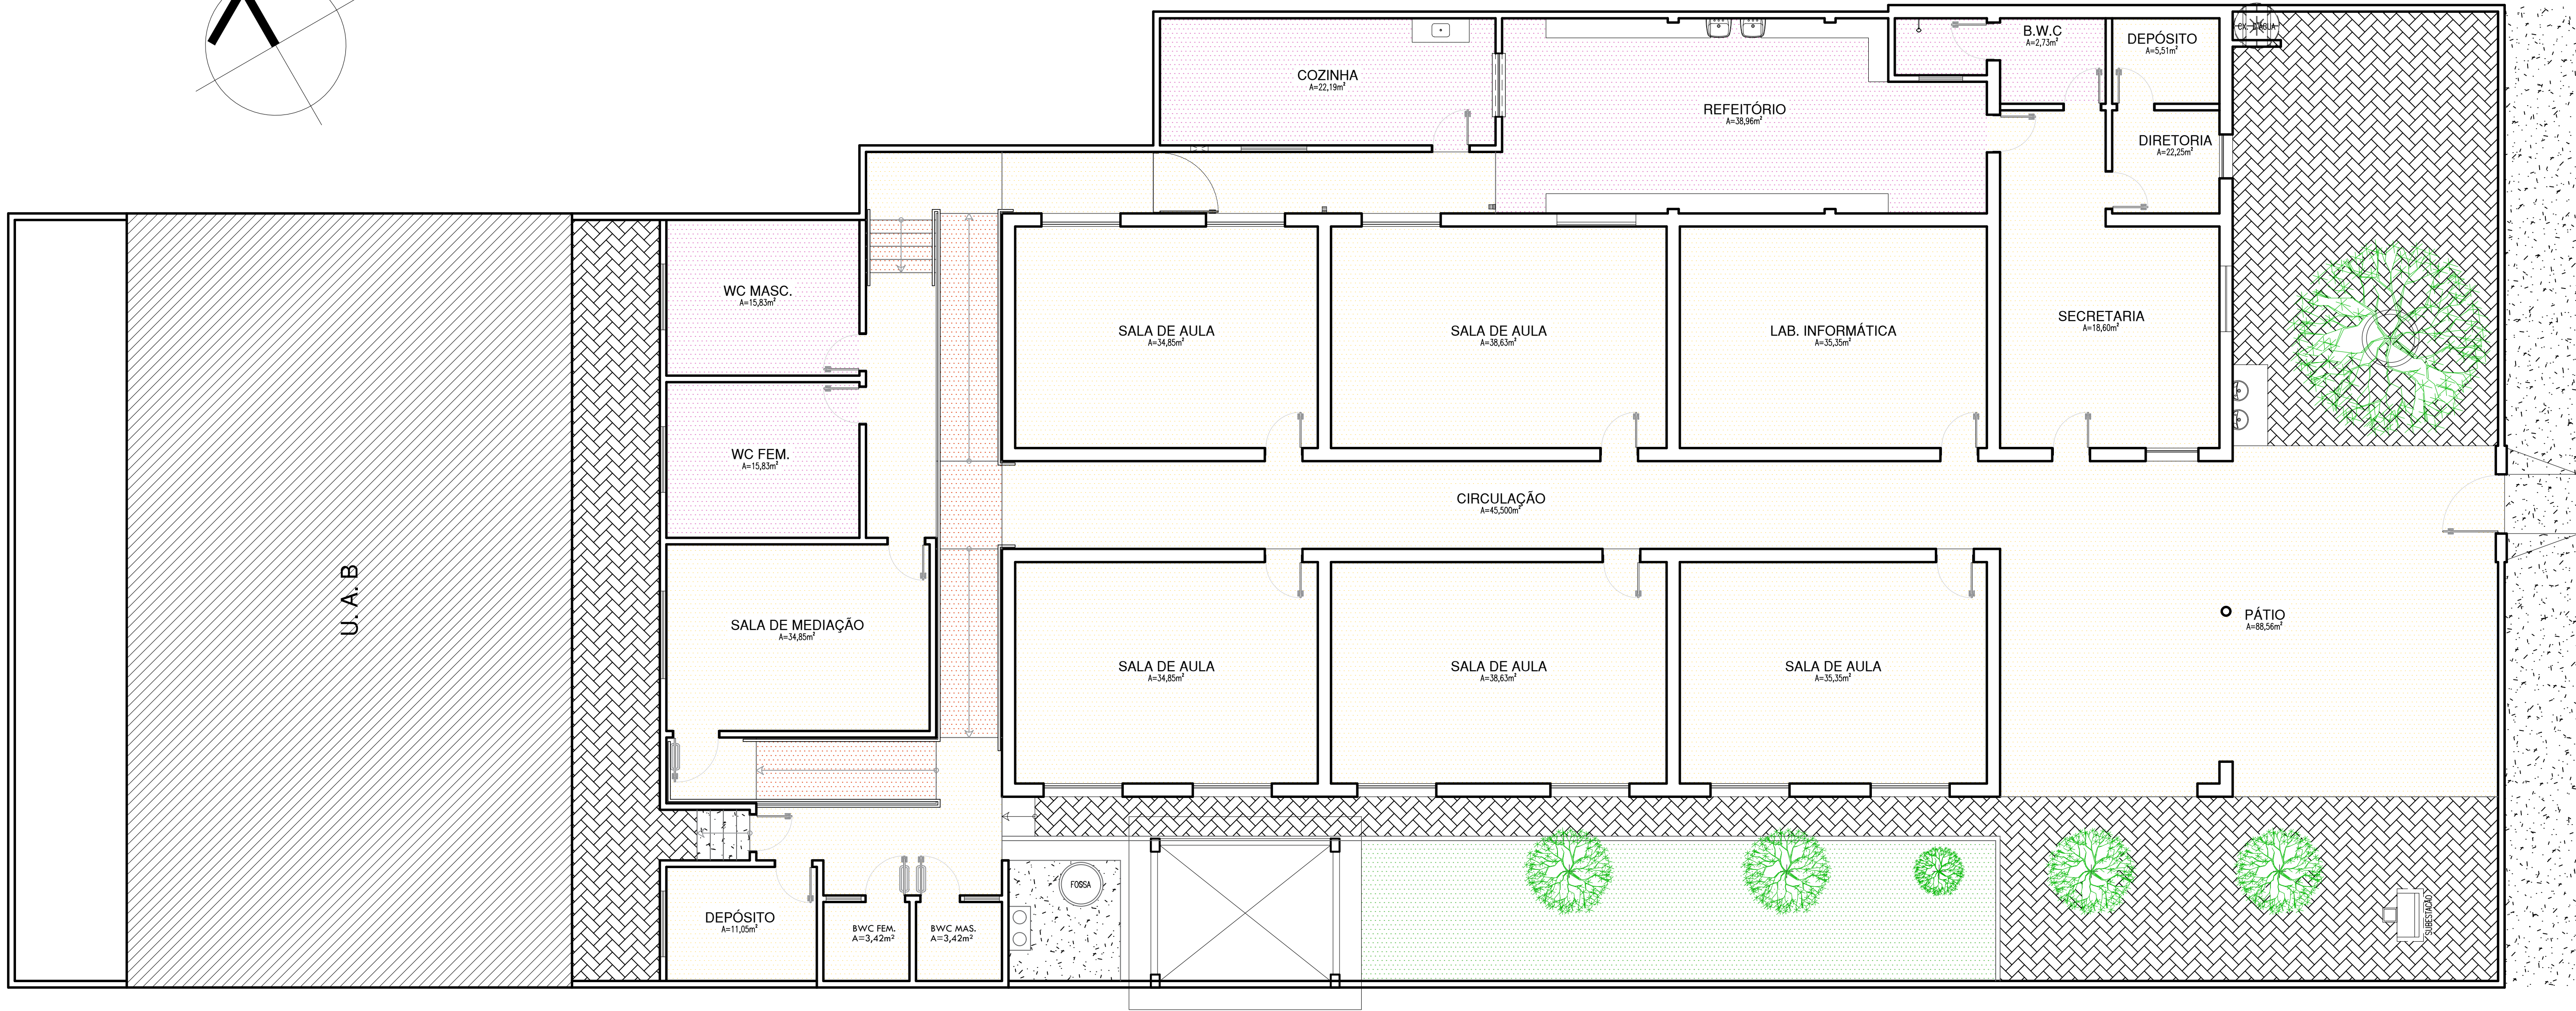 CX. D'ÁGUA
B.W.C
A=2,73m²
DEPÓSITO
A=5,51m²
COZINHA
A=22,19m²
REFEITÓRIO
A=38,96m²
DIRETORIA
A=22,25m²
WC MASC.
A=15,83m²
SALA DE AULA
A=34,85m²
SALA DE AULA
A=38,63m²
LAB. INFORMÁTICA
A=35,35m²
SECRETARIA
A=18,60m²
WC FEM.
A=15,83m²
CIRCULAÇÃO
A=45,500m²
U. A. B
SALA DE MEDIAÇÃO
A=34,85m²
SALA DE AULA
A=34,85m²
SALA DE AULA
A=38,63m²
SALA DE AULA
A=35,35m²
PÁTIO
A=88,56m²
FOSSA
DEPÓSITO
A=11,05m²
BWC FEM.
A=3,42m²
BWC MAS.
A=3,42m²
SUBESTAÇÃO